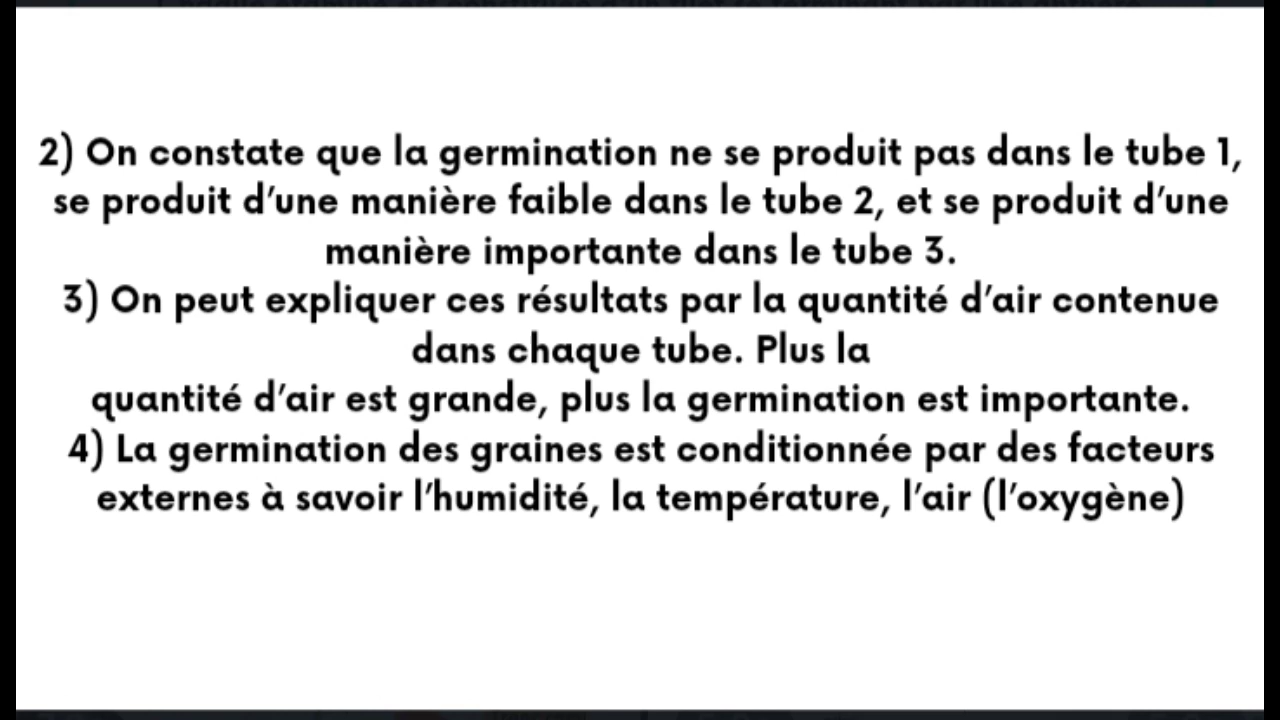 2) On constate que la germination ne se produit pas dans le tube 1,
se produit d'une manière faible dans le tube 2, et se produit d'une
manière importante dans le tube 3.
3) On peut expliquer ces résultats par la quantité d'air contenue
dans chaque tube. Plus la
quantité d'air est grande, plus la germination est importante.
4) La germination des graines est conditionnée par des facteurs
externes à savoir l'humidité, la température, l'air (l'oxygène)